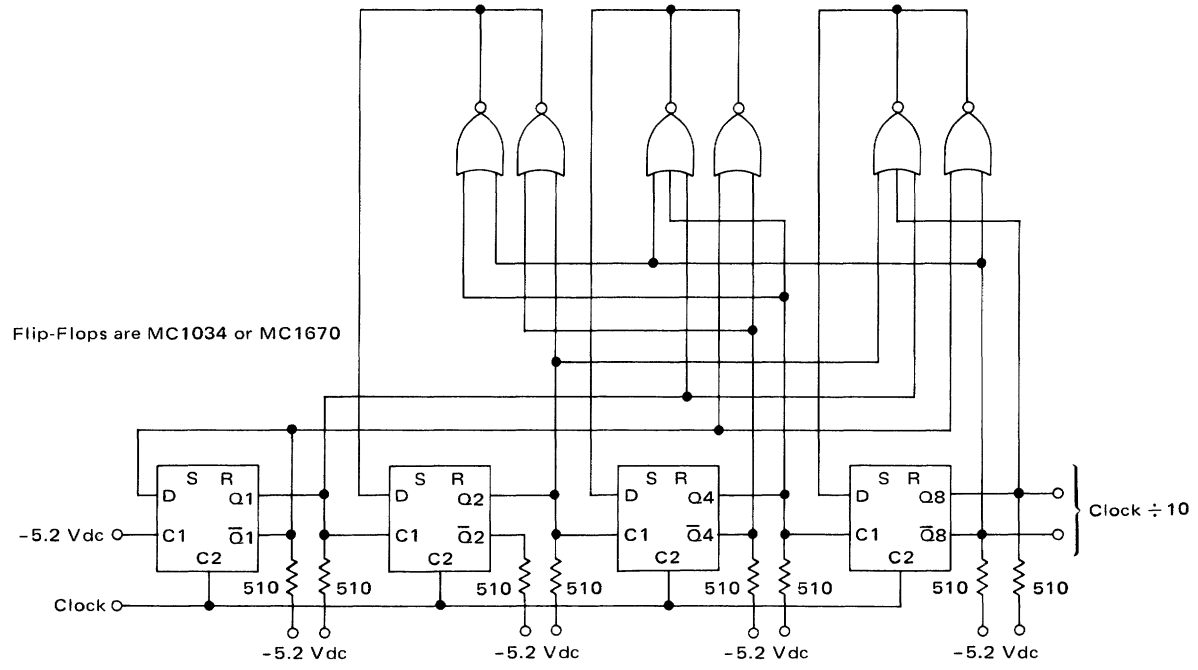 Flip-Flops are MC1034 or MC1670
S R
D Q1
C1 Q̅1
C2
S R
D Q2
C1 Q̅2
C2
S R
D Q4
C1 Q̅4
C2
S R
D Q8
C1 Q̅8
C2
Clock ÷ 10
-5.2 Vdc
Clock
510 510
510 510
510 510
510 510
-5.2 Vdc
-5.2 Vdc
-5.2 Vdc
-5.2 Vdc